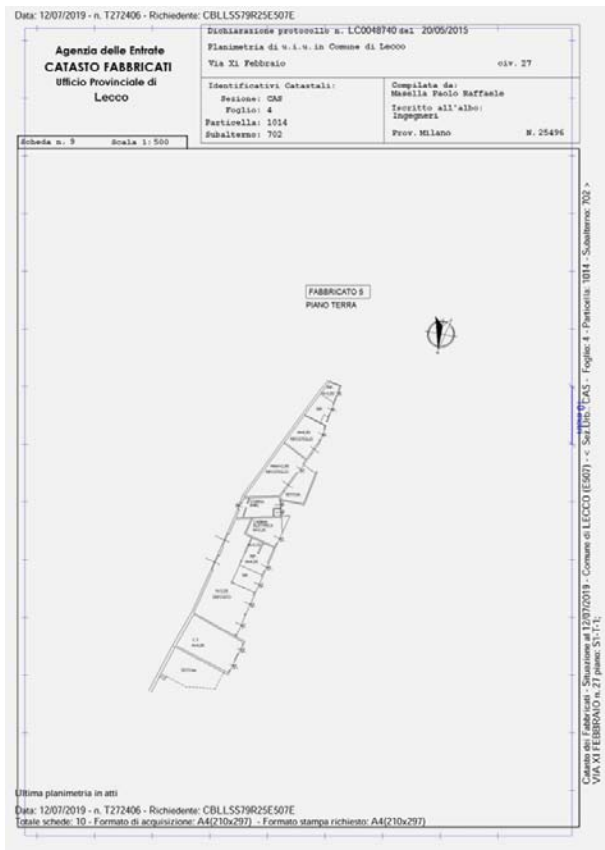 Data: 12/07/2019 - n. T272406 - Richiedente: CBLLSS79R25E507E
Agenzia delle Entrate
CATASTO FABBRICATI
Ufficio Provinciale di
Lecco
Dichiarazione protocollo n. LC0048740 del 20/05/2015
Planimetria di u.i.u. in Comune di Lecco
Via Xi Febbraio civ. 27
Identificativi Catastali:
Sezione: CAS
Foglio: 4
Particella: 1014
Subalterno: 702
Compilata da:
Masella Paolo Raffaele
Iscritto all'albo:
Ingegneri
Prov. Milano N. 25496
Scheda n. 9 Scala 1:500
FABBRICATO 5
PIANO TERRA
Ultima planimetria in atti
Data: 12/07/2019 - n. T272406 - Richiedente: CBLLSS79R25E507E
Totale schede: 10 - Formato di acquisizione: A4(210x297) - Formato stampa richiesto: A4(210x297)
Catasto dei Fabbricati - Situazione al 12/07/2019 - Comune di LECCO (E507) - < Sez.Urb.: CAS - Foglio: 4 - Particella: 1014 - Subalterno: 702 >
VIA XI FEBBRAIO n. 27 piano: S1-T-1;